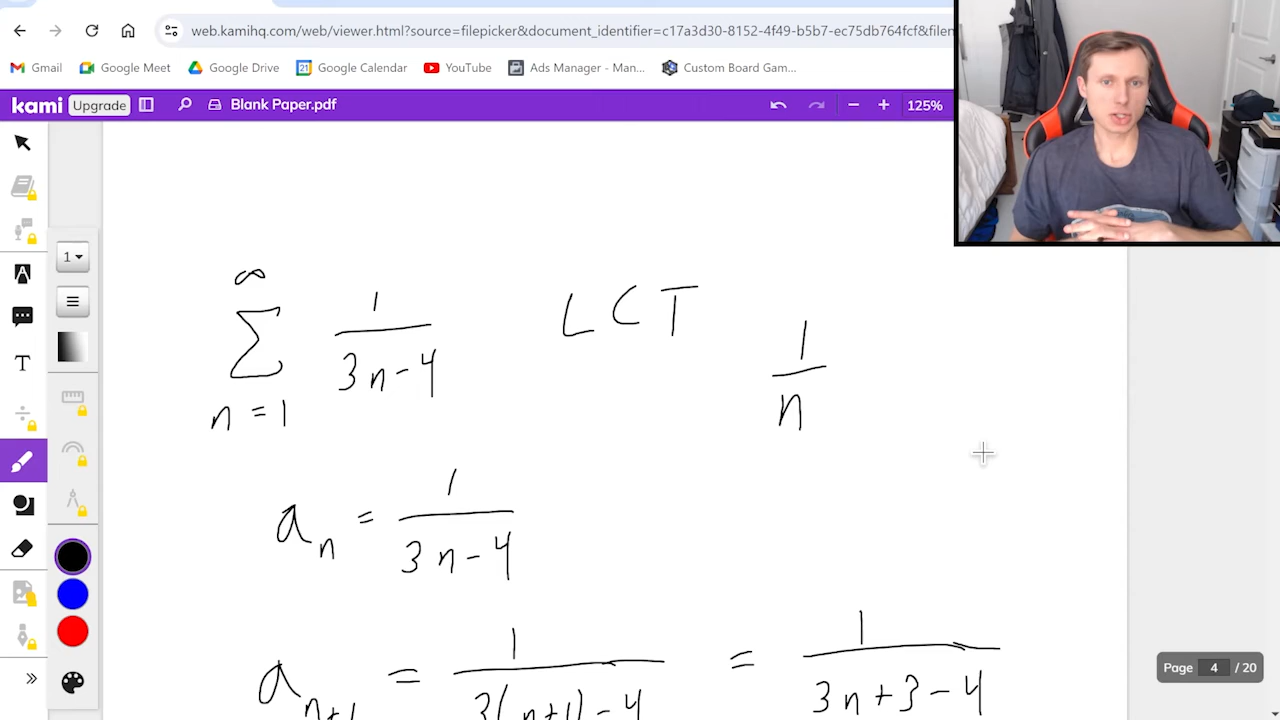 web.kamihq.com/web/viewer.html?source=filepicker&document_identifier=c17a3d30-8152-4f49-b5b7-ec75db764fcf&filen
Gmail Google Meet Google Drive 21 Google Calendar YouTube Ads Manager - Man... Custom Board Gam...
kami Upgrade Blank Paper.pdf 125%
1
T
∞
Σ 1/(3n-4) LCT 1/n
n = 1
aₙ = 1/(3n-4)
aₙ₊₁ = 1/(3(n+1)-4) = 1/(3n+3-4)
Page 4 / 20